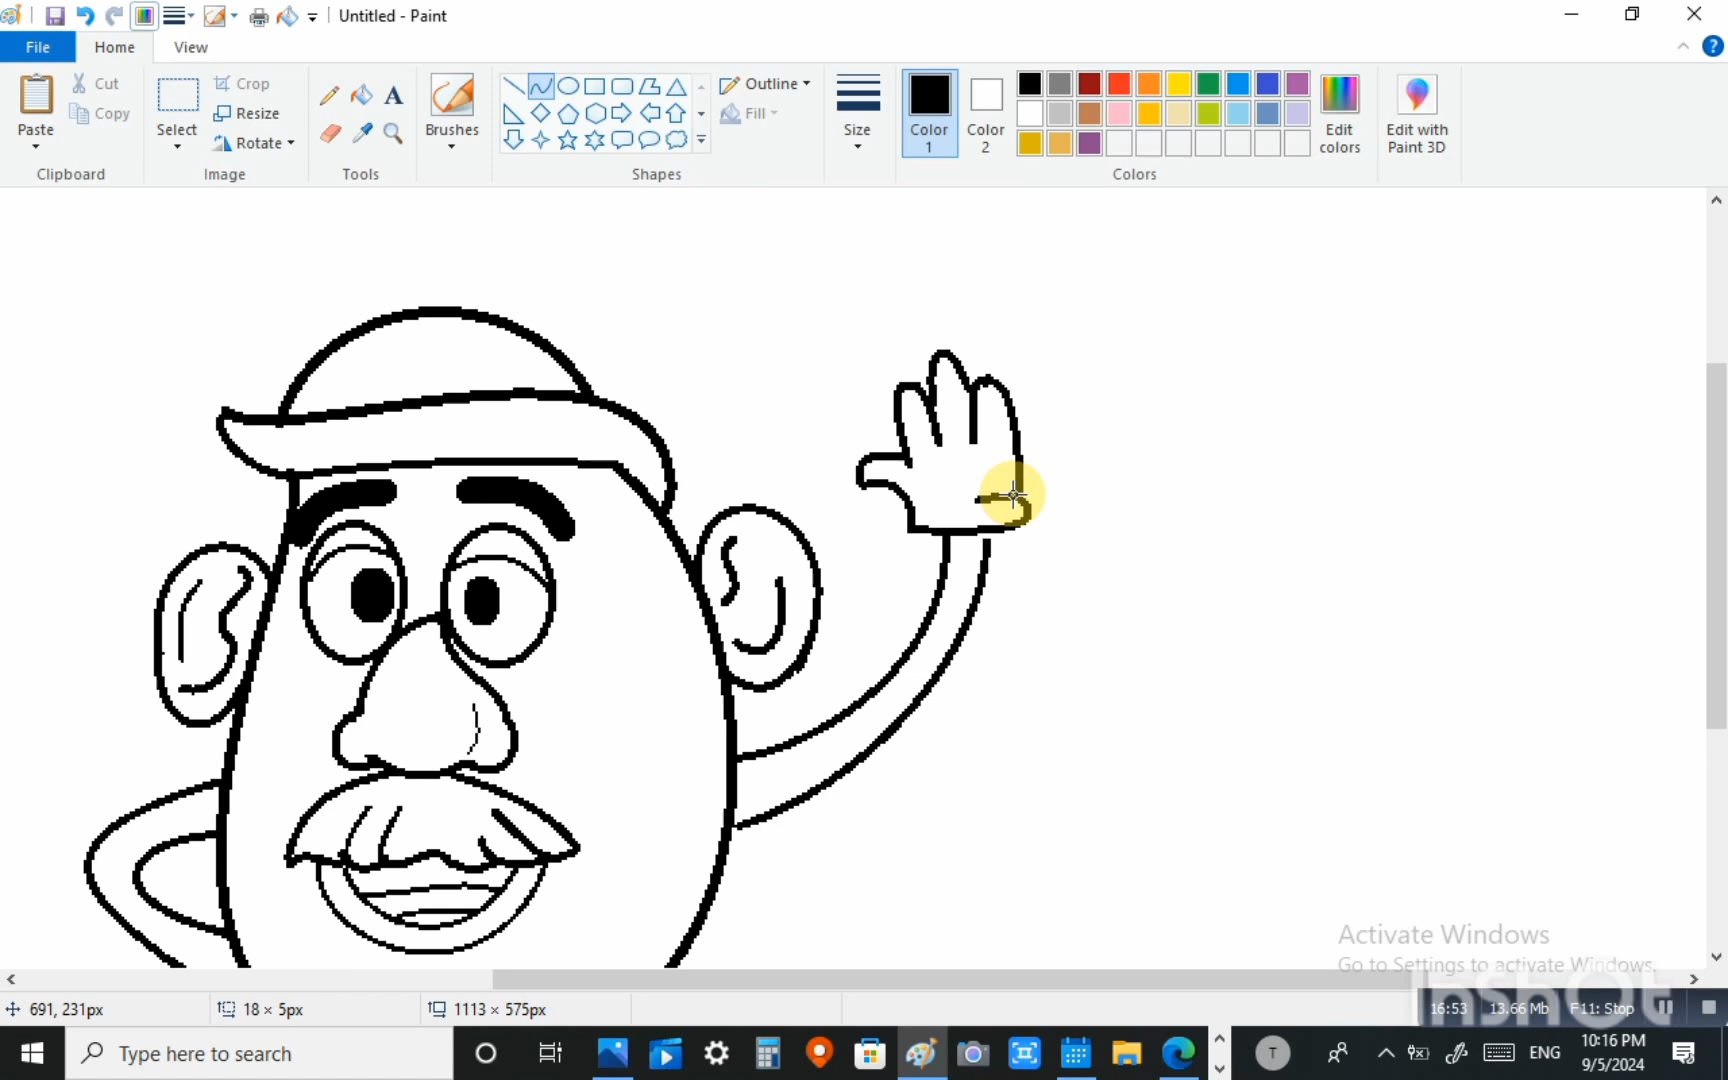 Untitled - Paint
File Home View
Paste
Cut
Copy
Clipboard
Select
Crop
Resize
Rotate
Image
A
Tools
Brushes
Shapes
Outline
Fill
Size
Color 1
Color 2
Edit colors
Colors
Edit with Paint 3D
Activate Windows
Go to Settings to activate Windows.
InShOt
691, 231px 18 × 5px 1113 × 575px
16:53 13.66 Mb F11: Stop
Type here to search
T
ENG
10:16 PM
9/5/2024